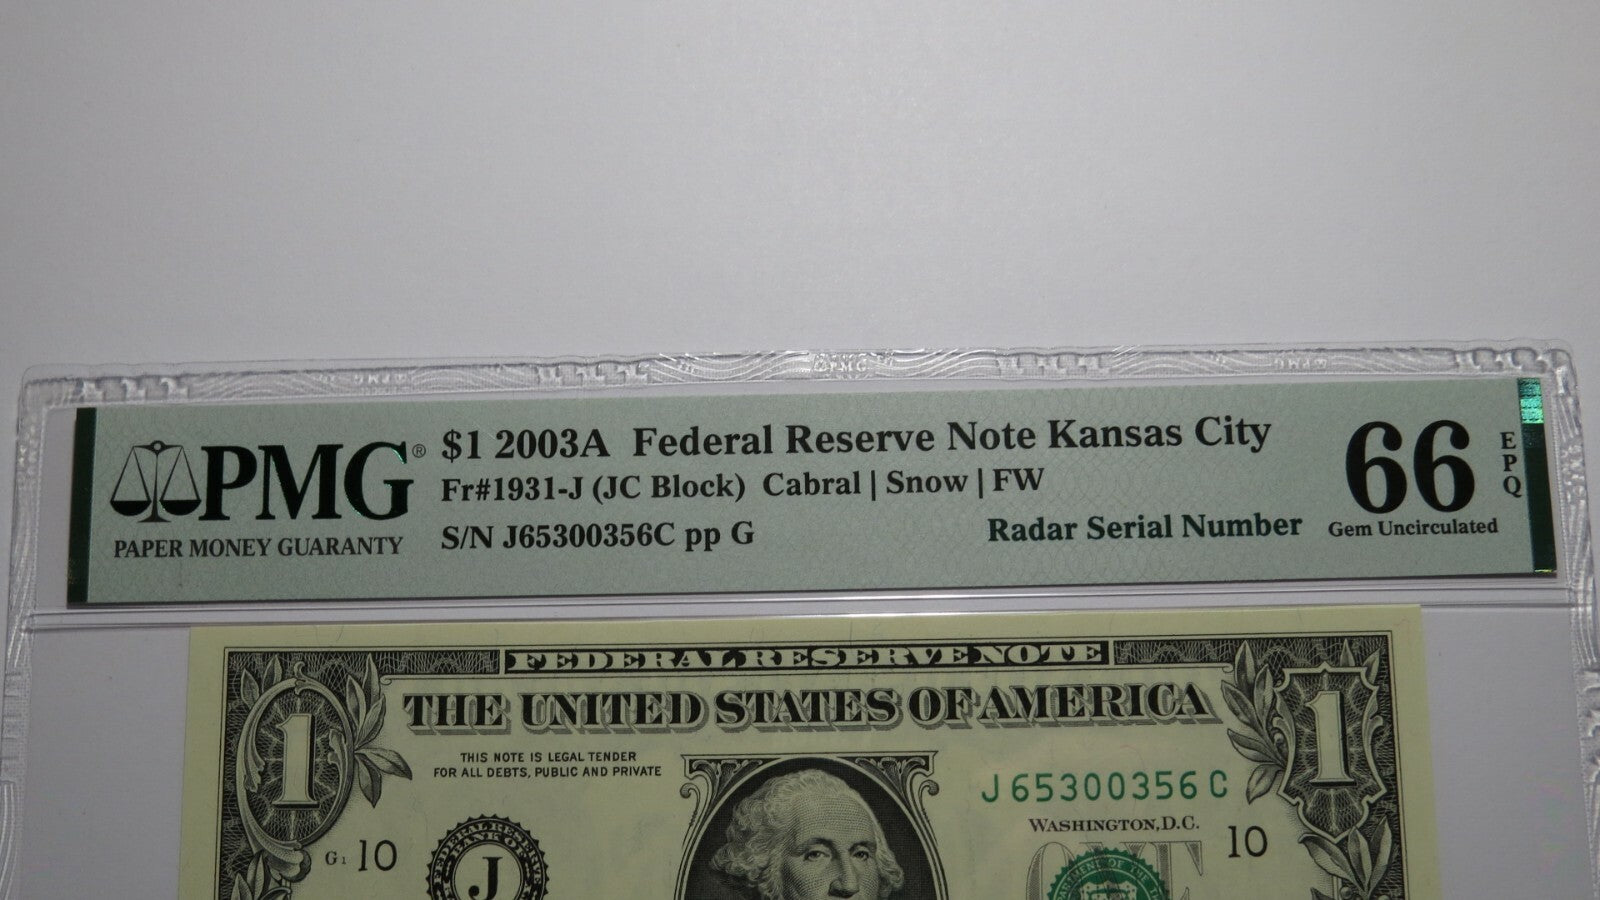 PMG
PMG®
PAPER MONEY GUARANTY
$1 2003A Federal Reserve Note Kansas City
Fr#1931-J (JC Block) Cabral | Snow | FW
S/N J65300356C pp G
Radar Serial Number
66
EPQ
Gem Uncirculated
FEDERAL RESERVE NOTE
THE UNITED STATES OF AMERICA
1
1
THIS NOTE IS LEGAL TENDER
FOR ALL DEBTS, PUBLIC AND PRIVATE
J65300356C
WASHINGTON, D.C.
G1 10
10
J
ONE